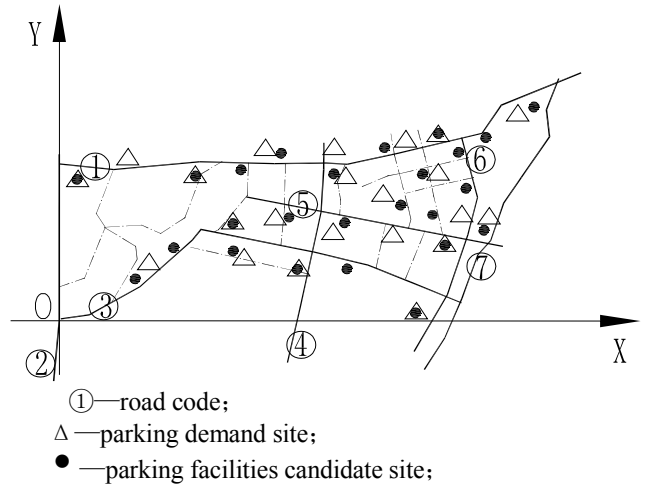 Y
①
⑥
⑤
⑦
O
③
X
④
②
①—road code;
Δ —parking demand site;
● —parking facilities candidate site;